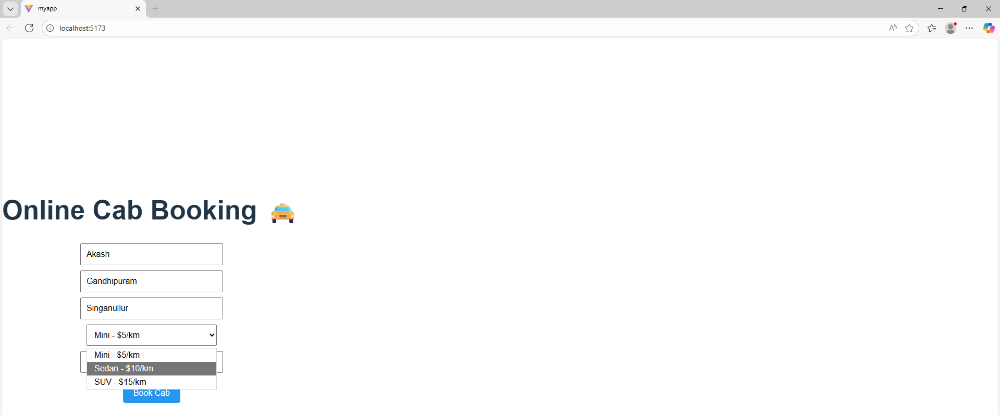 myapp
localhost:5173
Online Cab Booking
Akash
Gandhipuram
Singanullur
Mini - $5/km
Mini - $5/km
Sedan - $10/km
SUV - $15/km
Book Cab